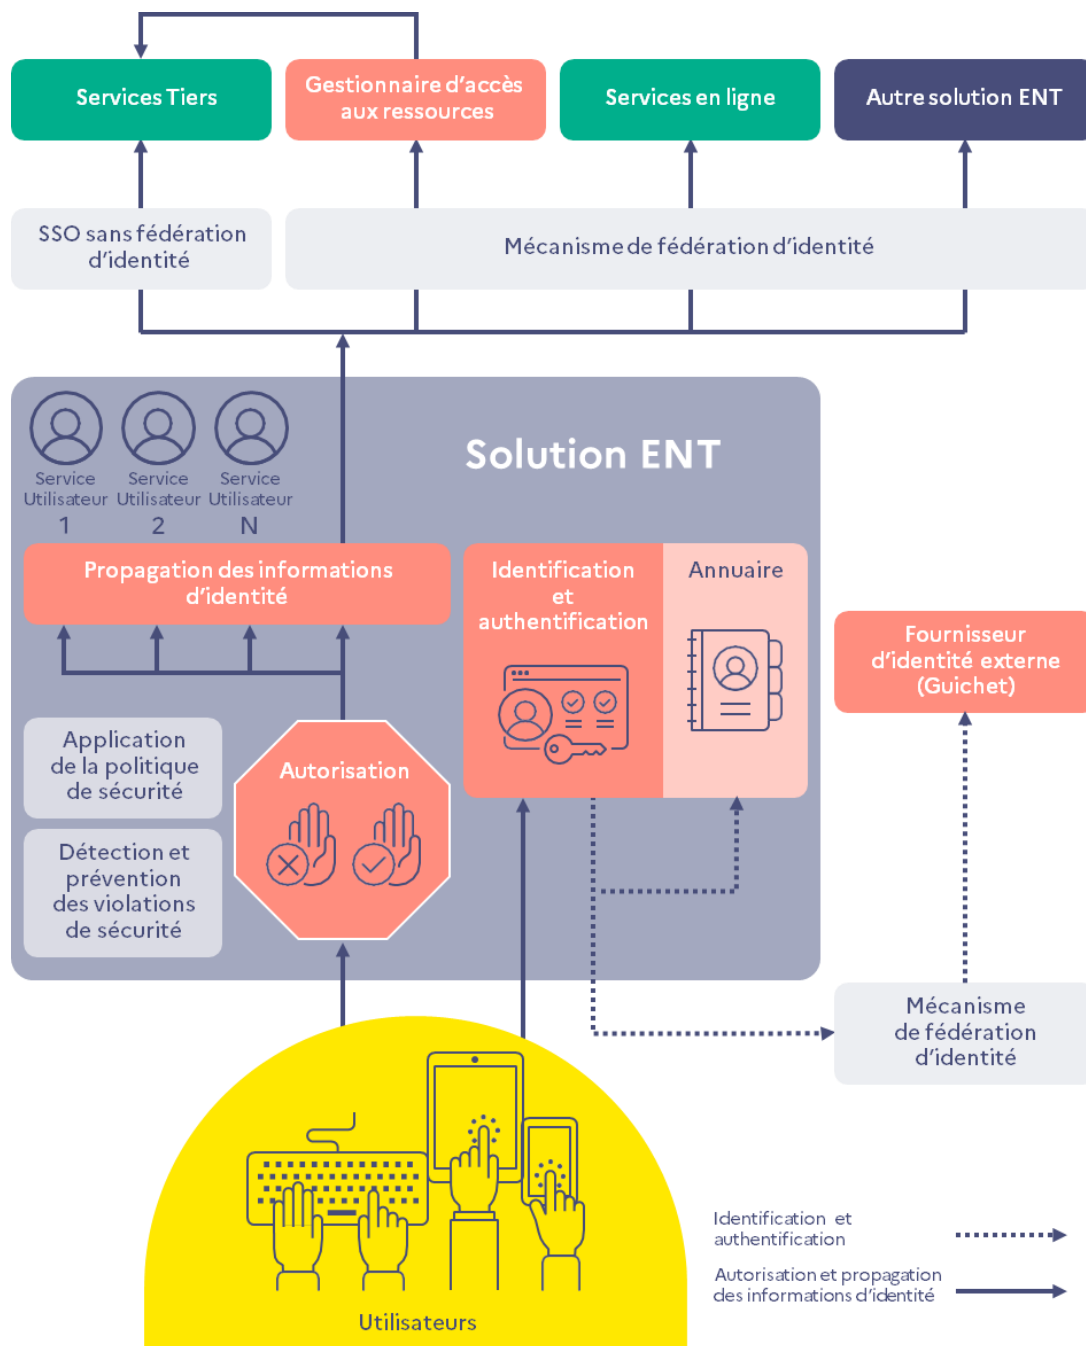 Services Tiers
Gestionnaire d'accès
aux ressources
Services en ligne
Autre solution ENT
SSO sans fédération
d'identité
Mécanisme de fédération d'identité
Solution ENT
Service
Utilisateur
1
Service
Utilisateur
2
Service
Utilisateur
N
Propagation des informations
d'identité
Identification
et
authentification
Annuaire
Fournisseur
d'identité externe
(Guichet)
Application
de la politique
de sécurité
Autorisation
Détection et
prévention
des violations
de sécurité
Mécanisme
de fédération
d'identité
Utilisateurs
Identification et
authentification
Autorisation et propagation
des informations d'identité